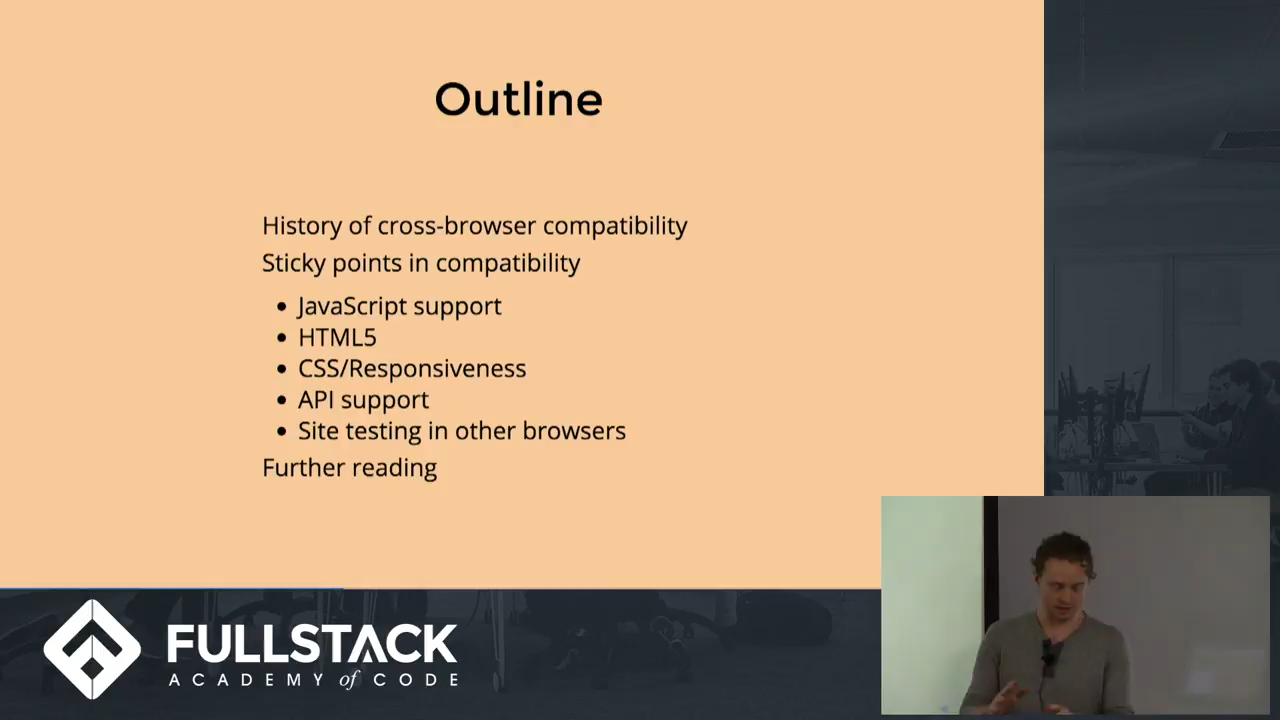 Outline
History of cross-browser compatibility
Sticky points in compatibility
• JavaScript support
• HTML5
• CSS/Responsiveness
• API support
• Site testing in other browsers
Further reading
FULLSTACK
ACADEMY of CODE